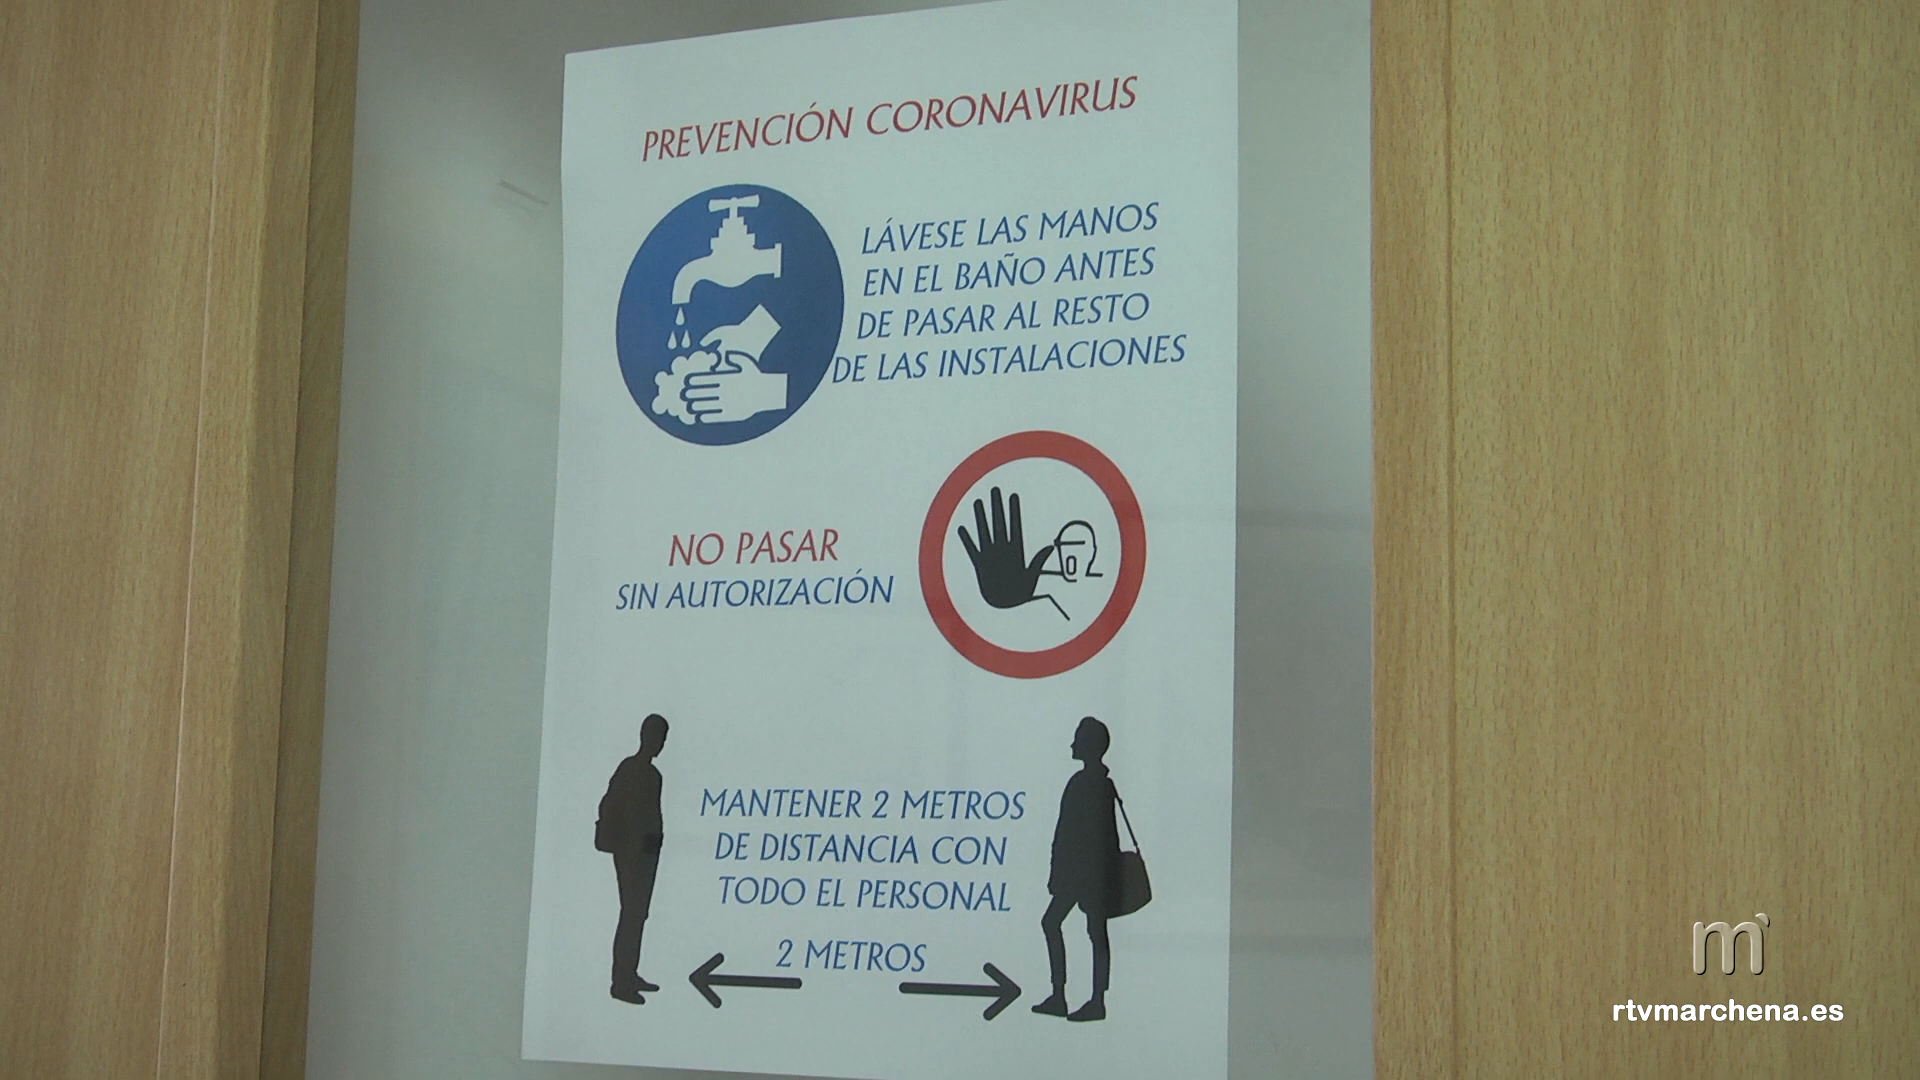 PREVENCIÓN CORONAVIRUS
LÁVESE LAS MANOS
EN EL BAÑO ANTES
DE PASAR AL RESTO
DE LAS INSTALACIONES
NO PASAR
SIN AUTORIZACIÓN
MANTENER 2 METROS
DE DISTANCIA CON
TODO EL PERSONAL
2 METROS
m
rtvmarchena.es